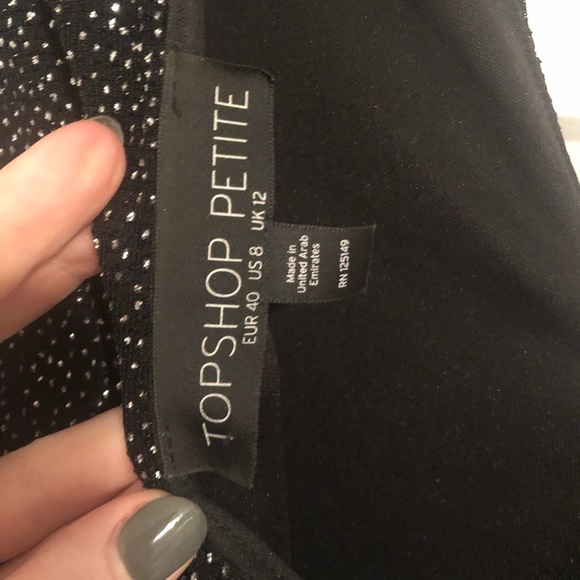 TOPSHOP PETITE
EUR 40 US 8 UK 12
Made in
United Arab
Emirates
RN 125149